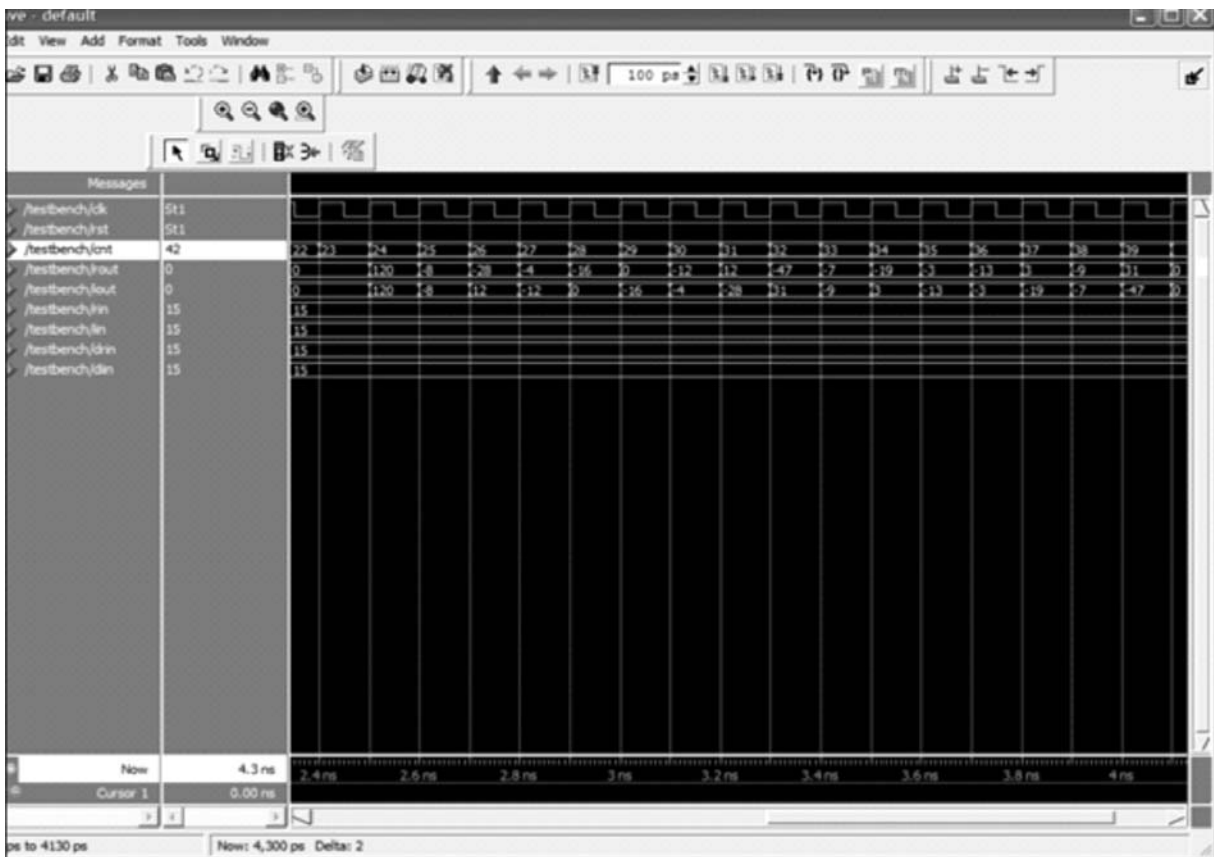 ve - default
dit View Add Format Tools Window
100 ps
Messages
/testbench/clk St1
/testbench/rst St1
/testbench/cnt 42 22 23 24 25 26 27 28 29 30 31 32 33 34 35 36 37 38 39
/testbench/rout 0 0 120 -8 -28 -4 -16 0 -12 12 -47 -7 -19 -3 -13 3 -9 31 0
/testbench/iout 0 0 120 -8 12 -12 0 -16 -4 -28 31 -9 3 -13 -3 -19 -7 -47 0
/testbench/rin 15 15
/testbench/iin 15 15
/testbench/drin 15 15
/testbench/diin 15 15
Now 4.3 ns 2.4 ns 2.6 ns 2.8 ns 3 ns 3.2 ns 3.4 ns 3.6 ns 3.8 ns 4 ns
Cursor 1 0.00 ns
ps to 4130 ps Now: 4,300 ps Delta: 2